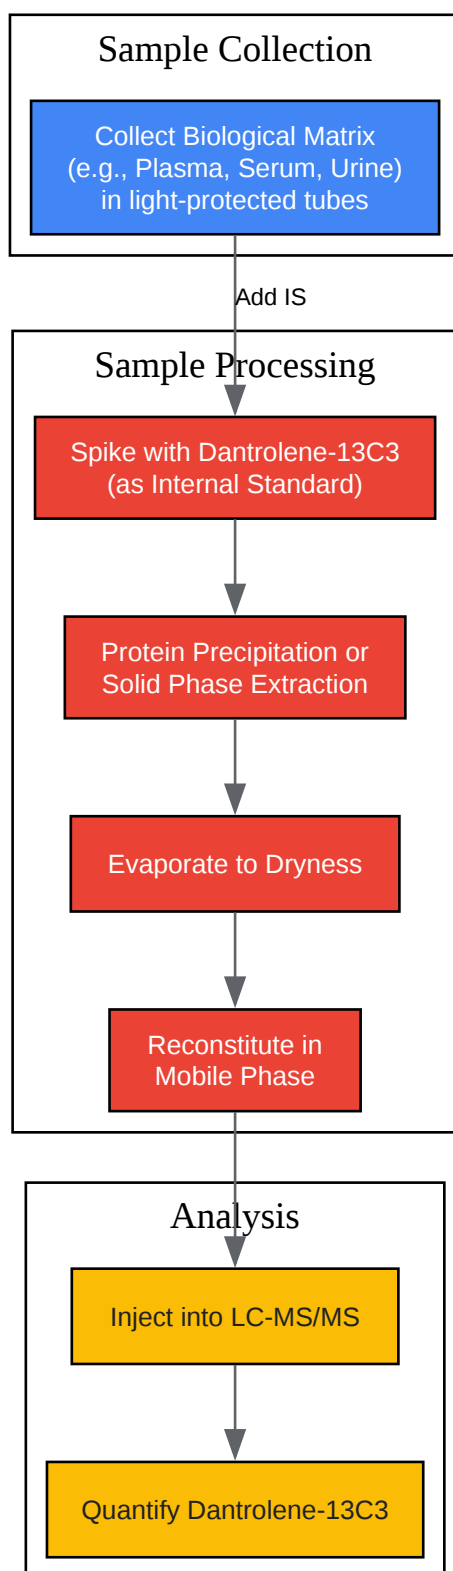 Sample Collection
Collect Biological Matrix
(e.g., Plasma, Serum, Urine)
in light-protected tubes
Add IS
Sample Processing
Spike with Dantrolene-13C3
(as Internal Standard)
Protein Precipitation or
Solid Phase Extraction
Evaporate to Dryness
Reconstitute in
Mobile Phase
Analysis
Inject into LC-MS/MS
Quantify Dantrolene-13C3